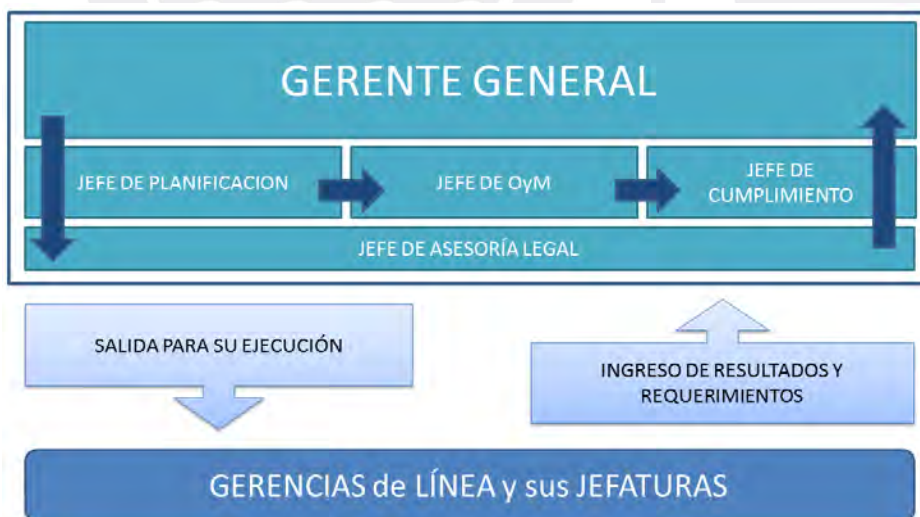 GERENTE GENERAL
JEFE DE PLANIFICACION
JEFE DE OyM
JEFE DE
CUMPLIMIENTO
JEFE DE ASESORÍA LEGAL
SALIDA PARA SU EJECUCIÓN
INGRESO DE RESULTADOS Y
REQUERIMIENTOS
GERENCIAS de LÍNEA y sus JEFATURAS